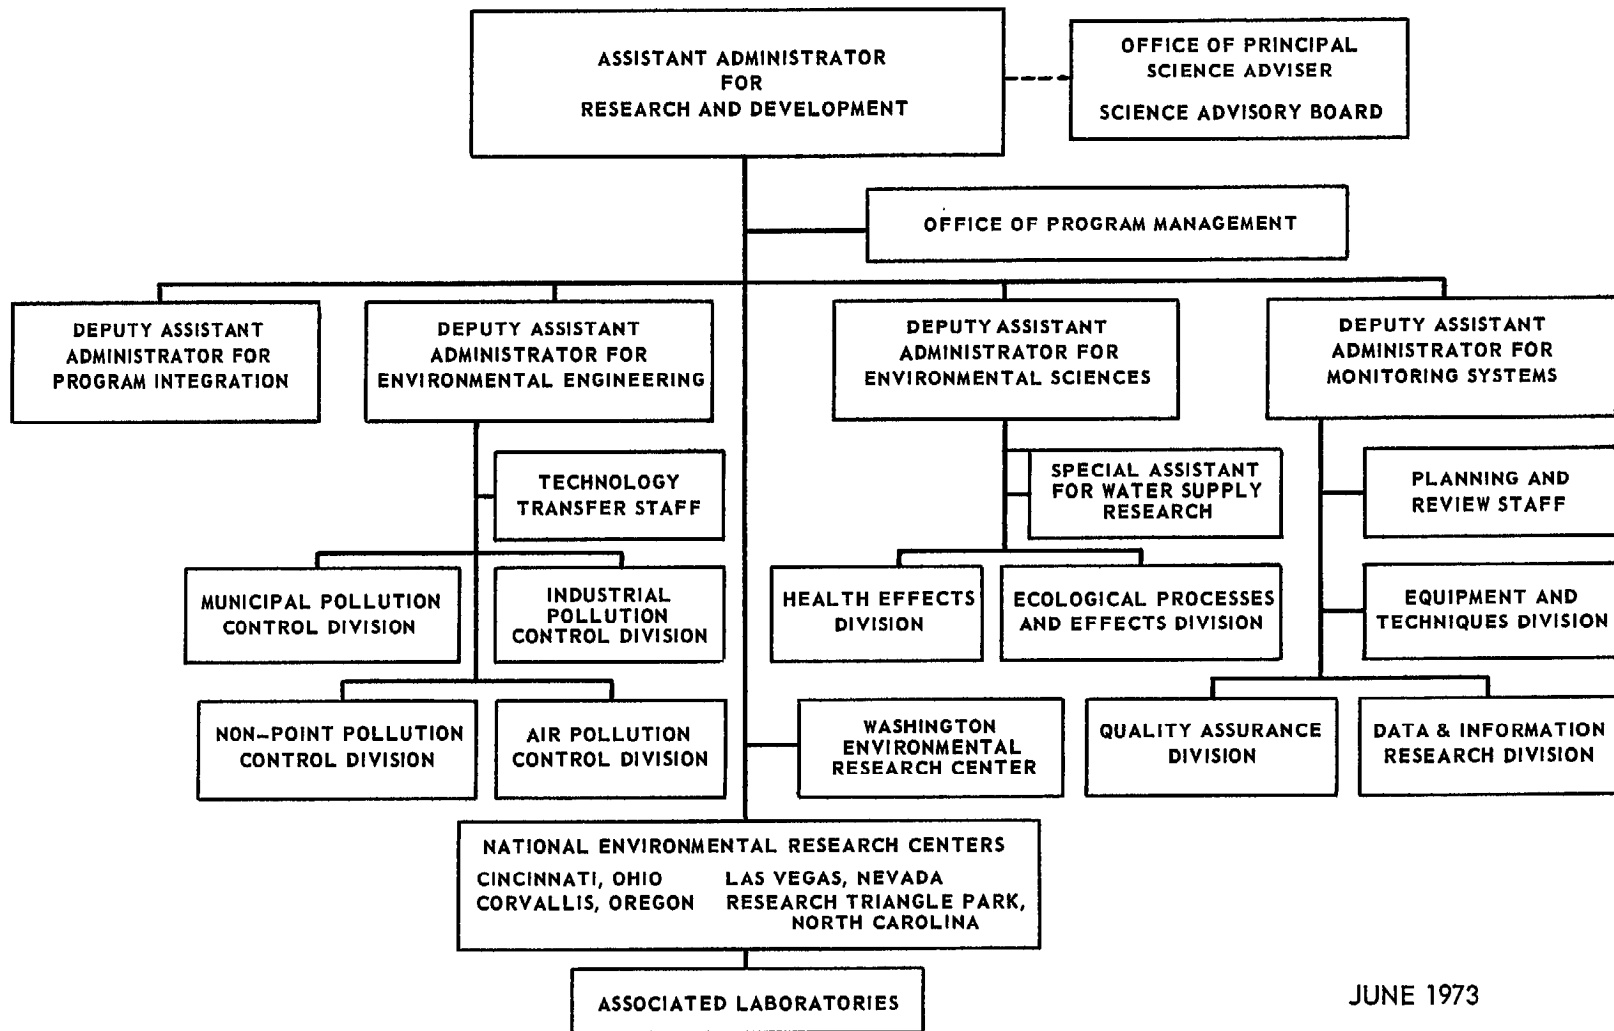 ASSISTANT ADMINISTRATOR
FOR
RESEARCH AND DEVELOPMENT
OFFICE OF PRINCIPAL
SCIENCE ADVISER
SCIENCE ADVISORY BOARD
OFFICE OF PROGRAM MANAGEMENT
DEPUTY ASSISTANT
ADMINISTRATOR FOR
PROGRAM INTEGRATION
DEPUTY ASSISTANT
ADMINISTRATOR FOR
ENVIRONMENTAL ENGINEERING
DEPUTY ASSISTANT
ADMINISTRATOR FOR
ENVIRONMENTAL SCIENCES
DEPUTY ASSISTANT
ADMINISTRATOR FOR
MONITORING SYSTEMS
TECHNOLOGY
TRANSFER STAFF
SPECIAL ASSISTANT
FOR WATER SUPPLY
RESEARCH
PLANNING AND
REVIEW STAFF
MUNICIPAL POLLUTION
CONTROL DIVISION
INDUSTRIAL
POLLUTION
CONTROL DIVISION
HEALTH EFFECTS
DIVISION
ECOLOGICAL PROCESSES
AND EFFECTS DIVISION
EQUIPMENT AND
TECHNIQUES DIVISION
NON-POINT POLLUTION
CONTROL DIVISION
AIR POLLUTION
CONTROL DIVISION
WASHINGTON
ENVIRONMENTAL
RESEARCH CENTER
QUALITY ASSURANCE
DIVISION
DATA & INFORMATION
RESEARCH DIVISION
NATIONAL ENVIRONMENTAL RESEARCH CENTERS
CINCINNATI, OHIO LAS VEGAS, NEVADA
CORVALLIS, OREGON RESEARCH TRIANGLE PARK,
NORTH CAROLINA
ASSOCIATED LABORATORIES
JUNE 1973